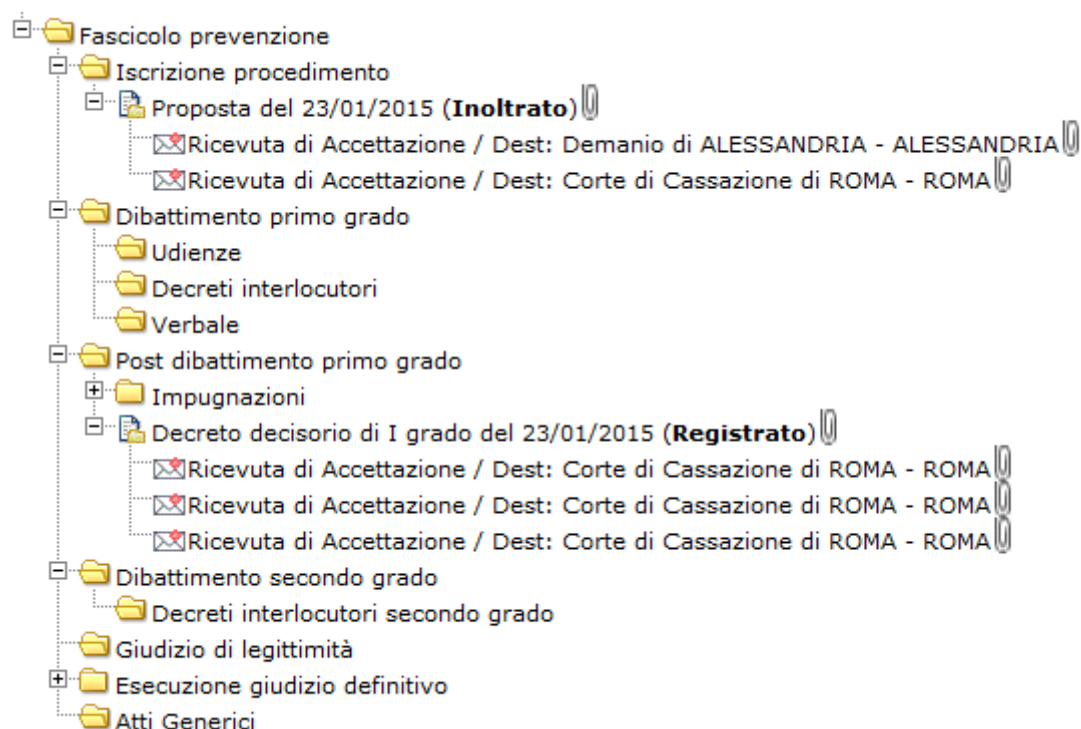 Fascicolo prevenzione
Iscrizione procedimento
Proposta del 23/01/2015 (Inoltrato)
Ricevuta di Accettazione / Dest: Demanio di ALESSANDRIA - ALESSANDRIA
Ricevuta di Accettazione / Dest: Corte di Cassazione di ROMA - ROMA
Dibattimento primo grado
Udienze
Decreti interlocutori
Verbale
Post dibattimento primo grado
Impugnazioni
Decreto decisorio di I grado del 23/01/2015 (Registrato)
Ricevuta di Accettazione / Dest: Corte di Cassazione di ROMA - ROMA
Ricevuta di Accettazione / Dest: Corte di Cassazione di ROMA - ROMA
Ricevuta di Accettazione / Dest: Corte di Cassazione di ROMA - ROMA
Dibattimento secondo grado
Decreti interlocutori secondo grado
Giudizio di legittimità
Esecuzione giudizio definitivo
Atti Generici